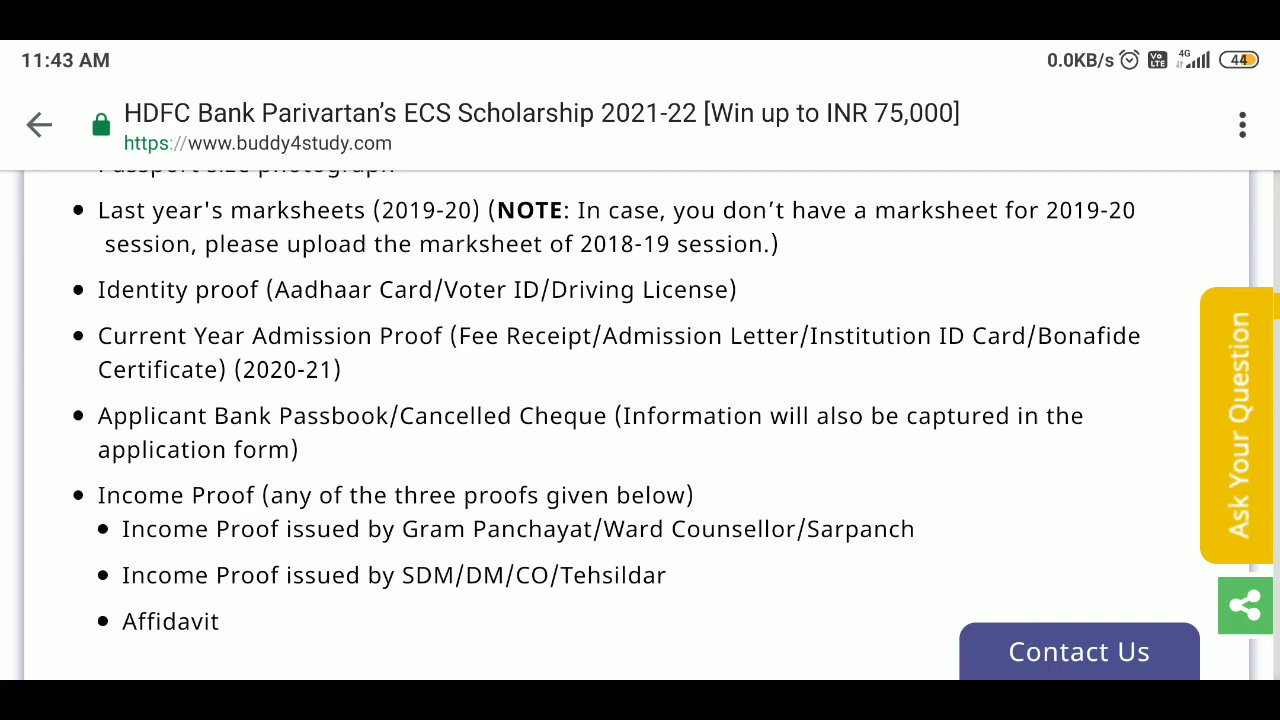 11:43 AM
0.0KB/s 4G 44
Vo LTE
HDFC Bank Parivartan’s ECS Scholarship 2021-22 [Win up to INR 75,000]
https://www.buddy4study.com
Passport size photograph.
• Last year's marksheets (2019-20) (NOTE: In case, you don’t have a marksheet for 2019-20
session, please upload the marksheet of 2018-19 session.)
• Identity proof (Aadhaar Card/Voter ID/Driving License)
• Current Year Admission Proof (Fee Receipt/Admission Letter/Institution ID Card/Bonafide
Certificate) (2020-21)
• Applicant Bank Passbook/Cancelled Cheque (Information will also be captured in the
application form)
• Income Proof (any of the three proofs given below)
• Income Proof issued by Gram Panchayat/Ward Counsellor/Sarpanch
• Income Proof issued by SDM/DM/CO/Tehsildar
• Affidavit
Ask Your Question
Contact Us